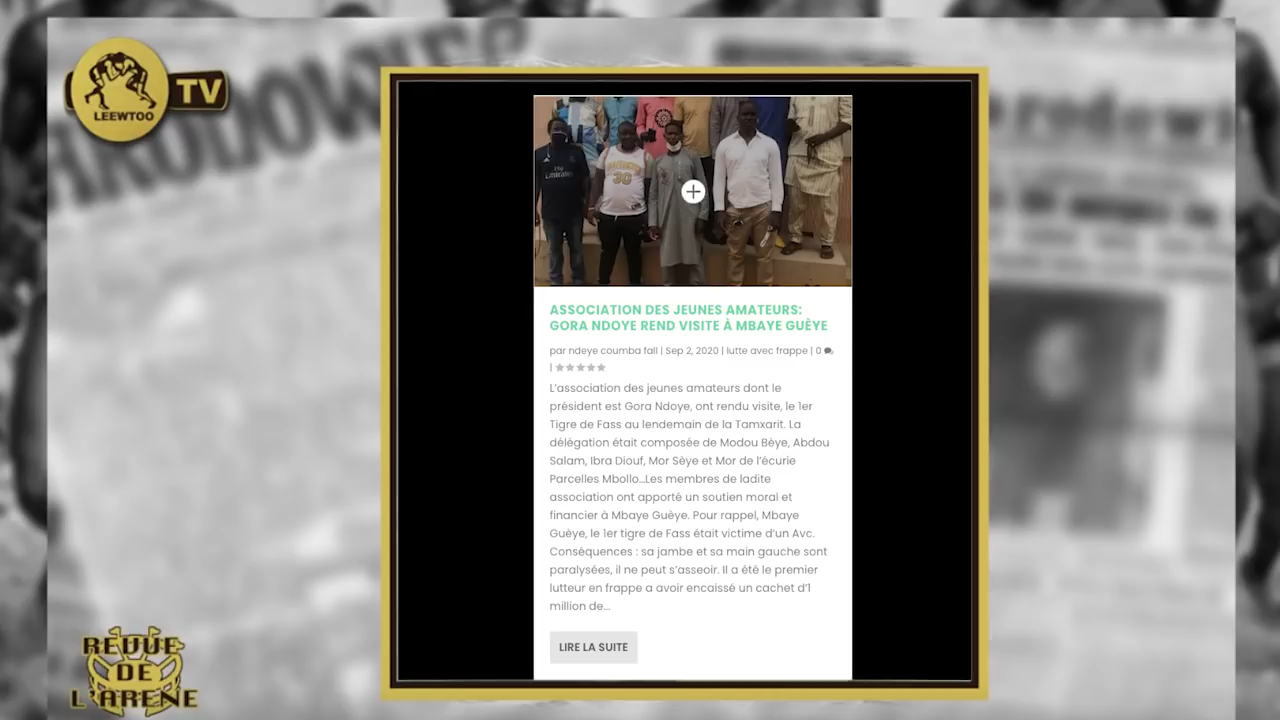 LEEWTOO
TV
Fly
Emirates
30
ASSOCIATION DES JEUNES AMATEURS:
GORA NDOYE REND VISITE À MBAYE GUÈYE
par ndeye coumba fall | Sep 2, 2020 | lutte avec frappe | 0
|
L'association des jeunes amateurs dont le
président est Gora Ndoye, ont rendu visite, le 1er
Tigre de Fass au lendemain de la Tamxarit. La
délégation était composée de Modou Bèye, Abdou
Salam, Ibra Diouf, Mor Sèye et Mor de l'écurie
Parcelles Mbollo...Les membres de ladite
association ont apporté un soutien moral et
financier à Mbaye Guèye. Pour rappel, Mbaye
Guèye, le 1er tigre de Fass était victime d'un Avc.
Conséquences : sa jambe et sa main gauche sont
paralysées, il ne peut s'asseoir. Il a été le premier
lutteur en frappe a avoir encaissé un cachet d'1
million de...
LIRE LA SUITE
REVUE
DE
L'ARENE